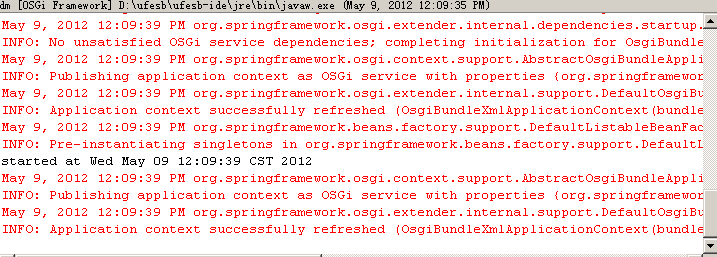 dm [OSGi Framework] D:\ufesb\ufesb-ide\jre\bin\javaw.exe (May 9, 2012 12:09:35 PM)
May 9, 2012 12:09:39 PM org.springframework.osgi.extender.internal.dependencies.startup.
INFO: No unsatisfied OSGi service dependencies; completing initialization for OsgiBundle
May 9, 2012 12:09:39 PM org.springframework.osgi.context.support.AbstractOsgiBundleAppli
INFO: Publishing application context as OSGi service with properties {org.springframewor
May 9, 2012 12:09:39 PM org.springframework.osgi.extender.internal.support.DefaultOsgiBu
INFO: Application context successfully refreshed (OsgiBundleXmlApplicationContext(bundle
May 9, 2012 12:09:39 PM org.springframework.beans.factory.support.DefaultListableBeanFac
INFO: Pre-instantiating singletons in org.springframework.beans.factory.support.DefaultL
started at Wed May 09 12:09:39 CST 2012
May 9, 2012 12:09:39 PM org.springframework.osgi.context.support.AbstractOsgiBundleAppli
INFO: Publishing application context as OSGi service with properties {org.springframewor
May 9, 2012 12:09:39 PM org.springframework.osgi.extender.internal.support.DefaultOsgiBu
INFO: Application context successfully refreshed (OsgiBundleXmlApplicationContext(bundle